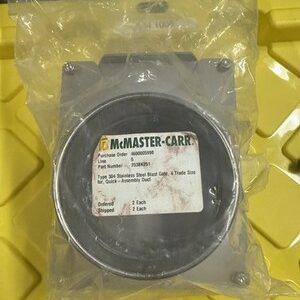 McMASTER-CARR
Purchase Order
Line 5
Part Number
Type 304 Stainless Steel Blast Gate, 4 Trade Size
for, Quick-Assembly Duct
Ordered 2 Each
Shipped 2 Each